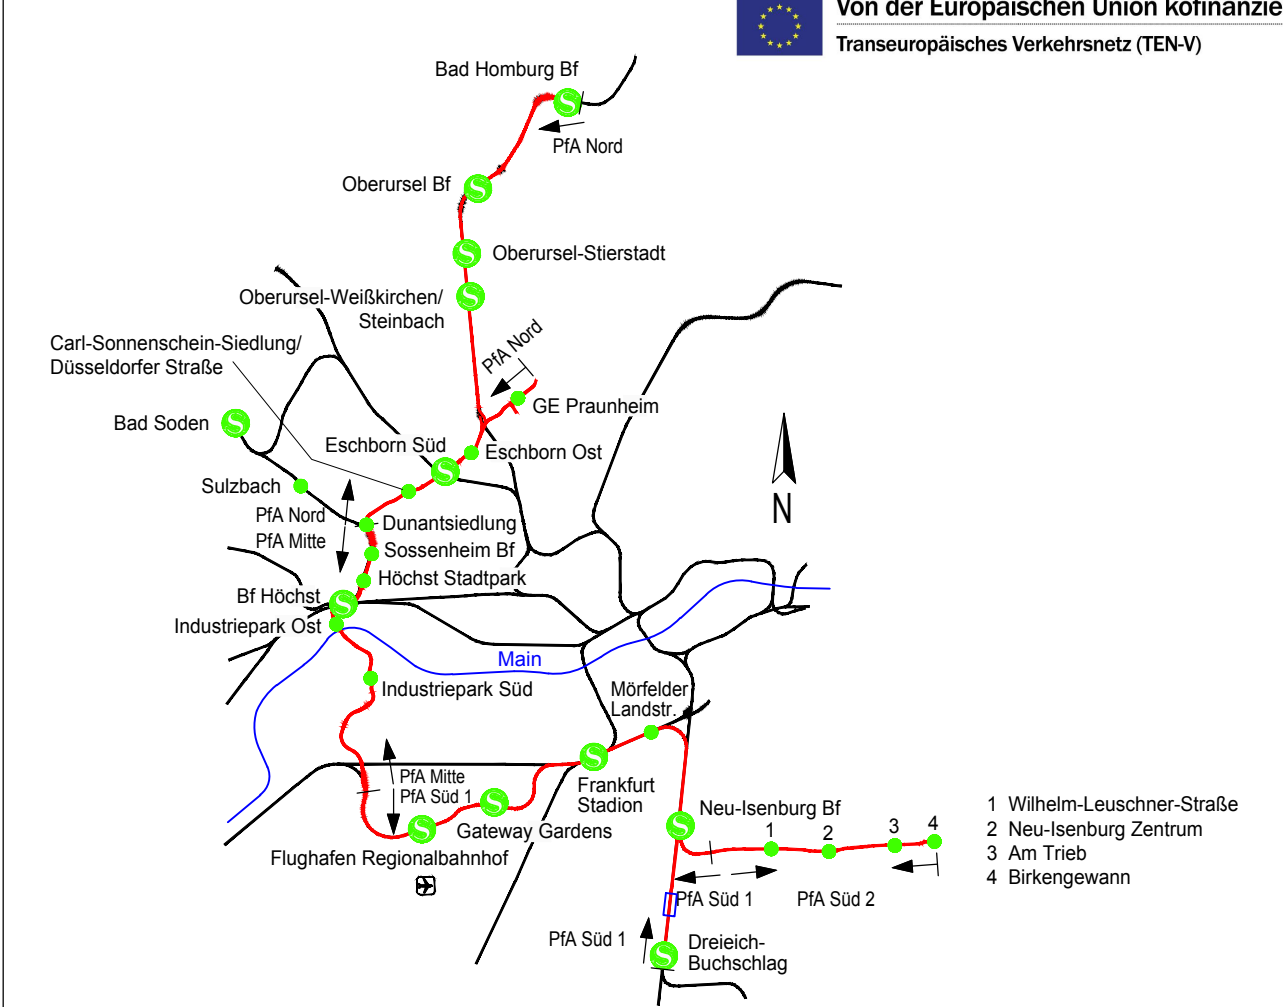 Von der Europäischen Union kofinanzie
Transeuropäisches Verkehrsnetz (TEN-V)
Bad Homburg Bf
PfA Nord
Oberursel Bf
Oberursel-Stierstadt
Oberursel-Weißkirchen/
Steinbach
PfA Nord
Carl-Sonnenschein-Siedlung/
Düsseldorfer Straße
GE Praunheim
Bad Soden
Eschborn Süd
Eschborn Ost
Sulzbach
PfA Nord
PfA Mitte
Dunantsiedlung
Sossenheim Bf
Höchst Stadtpark
Bf Höchst
Industriepark Ost
N
Main
Industriepark Süd
Mörfelder
Landstr.
PfA Mitte
PfA Süd 1
Frankfurt
Stadion
Gateway Gardens
Flughafen Regionalbahnhof
Neu-Isenburg Bf
1 2 3 4
1 Wilhelm-Leuschner-Straße
2 Neu-Isenburg Zentrum
3 Am Trieb
4 Birkengewann
PfA Süd 1
PfA Süd 2
PfA Süd 1
Dreieich-
Buchschlag